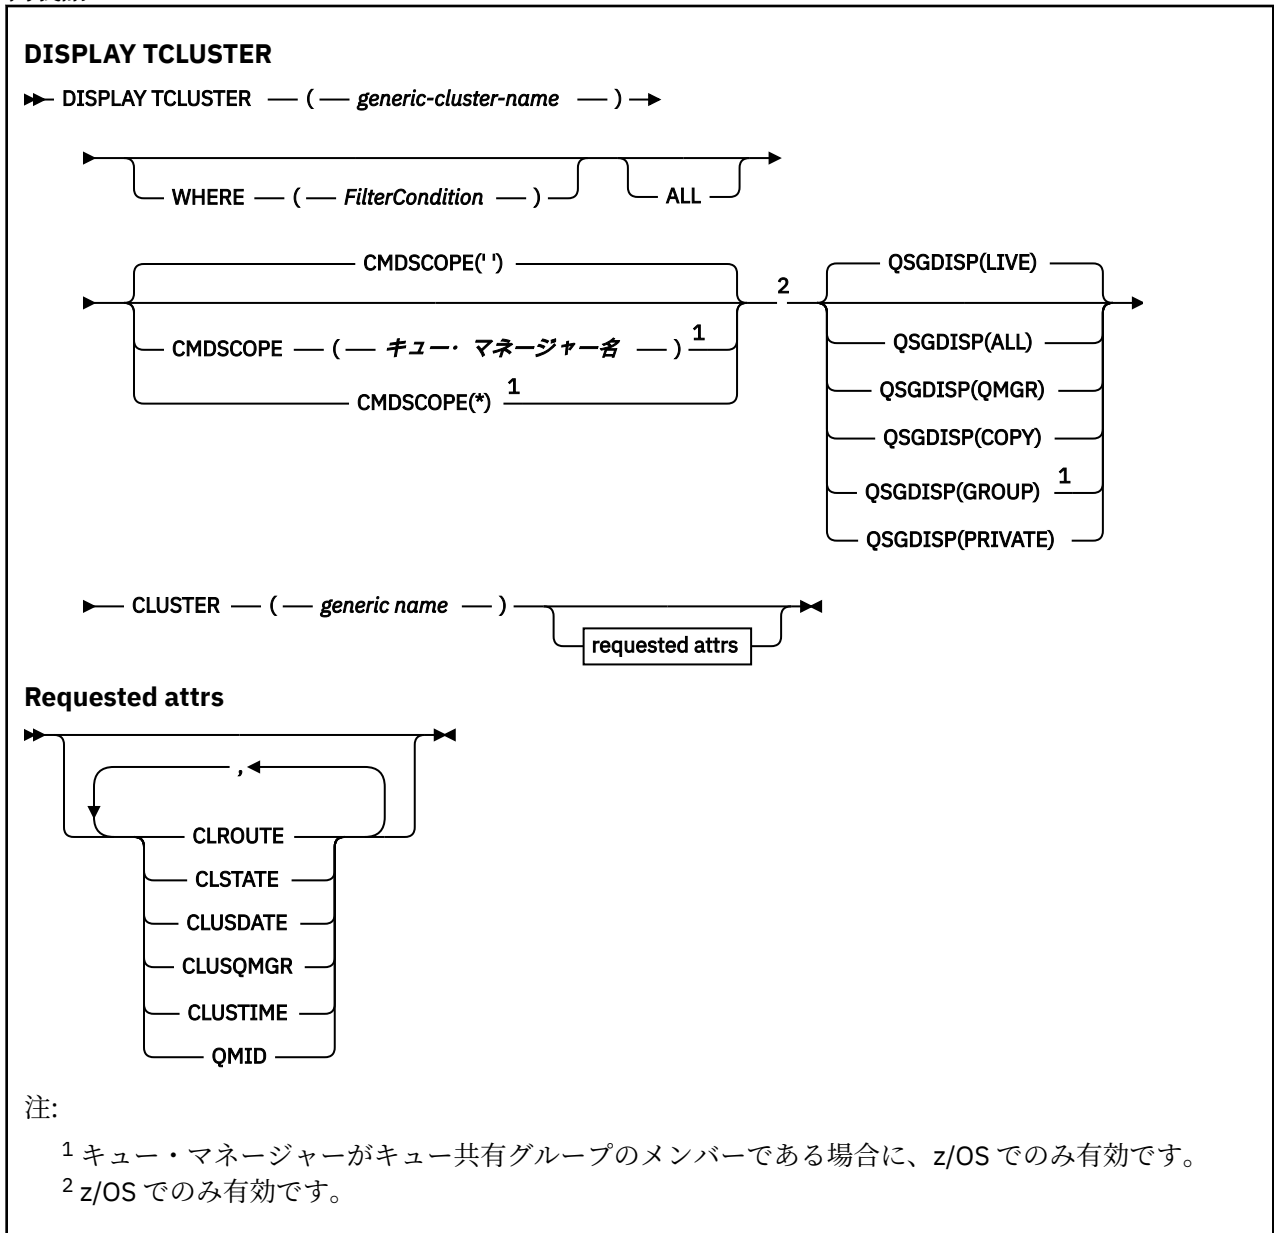 DISPLAY TCLUSTER
DISPLAY TCLUSTER ( generic-cluster-name )
WHERE ( FilterCondition ) ALL
CMDSCOPE(' ') QSGDISP(LIVE)
2
CMDSCOPE ( キュー・マネージャー名 ) 1 QSGDISP(ALL)
CMDSCOPE(*) 1 QSGDISP(QMGR)
QSGDISP(COPY)
QSGDISP(GROUP) 1
QSGDISP(PRIVATE)
CLUSTER ( generic name )
requested attrs
Requested attrs
,
CLROUTE
CLSTATE
CLUSDATE
CLUSQMGR
CLUSTIME
QMID
注:
1 キュー・マネージャーがキュー共有グループのメンバーである場合に、z/OS でのみ有効です。
2 z/OS でのみ有効です。